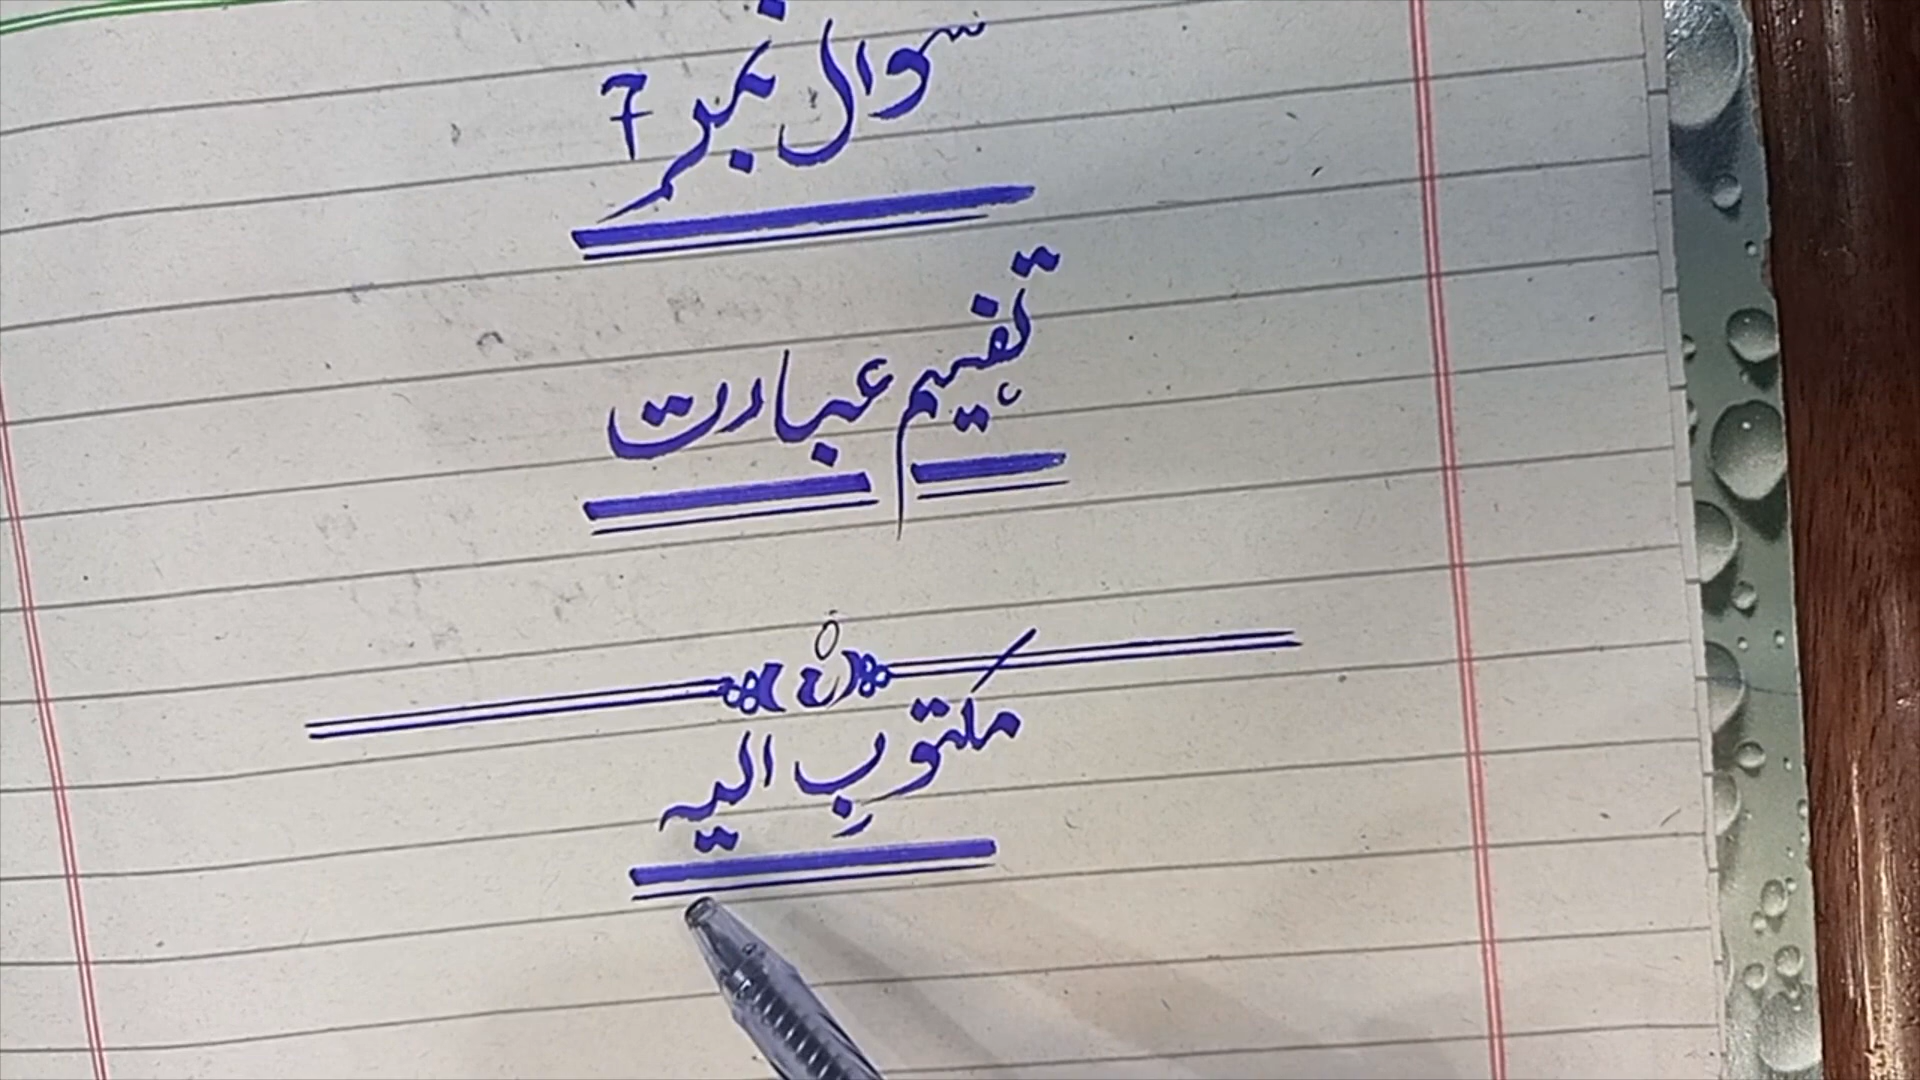 سوال نمبر 7
تفہیم عبارت
مکتوبِ الیہ